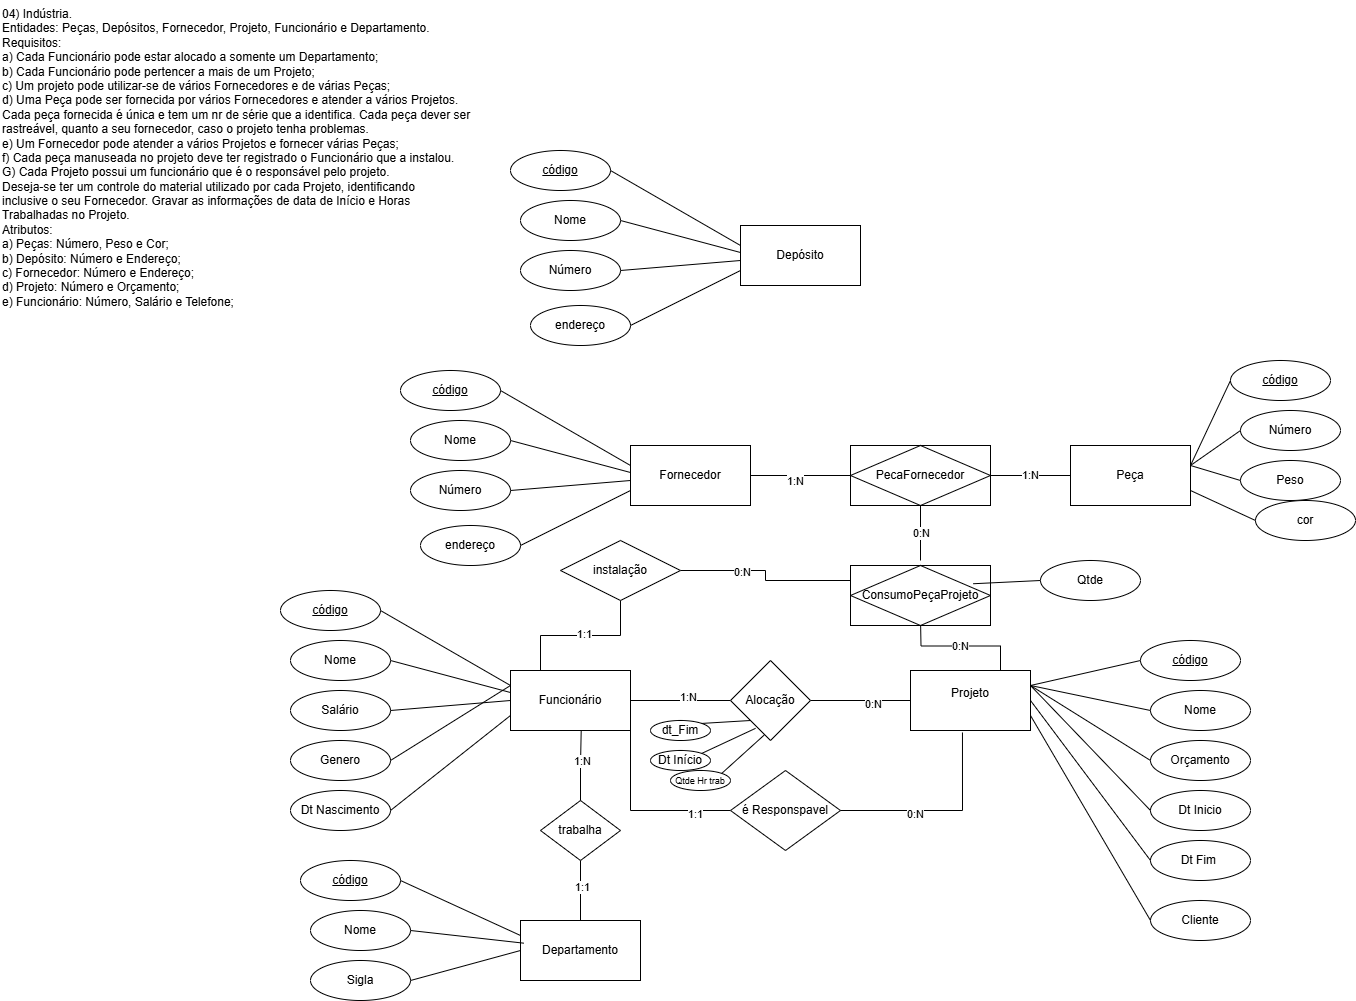 04) Indústria.
Entidades: Peças, Depósitos, Fornecedor, Projeto, Funcionário e Departamento.
Requisitos:
a) Cada Funcionário pode estar alocado a somente um Departamento;
b) Cada Funcionário pode pertencer a mais de um Projeto;
c) Um projeto pode utilizar-se de vários Fornecedores e de várias Peças;
d) Uma Peça pode ser fornecida por vários Fornecedores e atender a vários Projetos.
Cada peça fornecida é única e tem um nr de série que a identifica. Cada peça dever ser
rastreável, quanto a seu fornecedor, caso o projeto tenha problemas.
e) Um Fornecedor pode atender a vários Projetos e fornecer várias Peças;
f) Cada peça manuseada no projeto deve ter registrado o Funcionário que a instalou.
G) Cada Projeto possui um funcionário que é o responsável pelo projeto.
Deseja-se ter um controle do material utilizado por cada Projeto, identificando
inclusive o seu Fornecedor. Gravar as informações de data de Início e Horas
Trabalhadas no Projeto.
Atributos:
a) Peças: Número, Peso e Cor;
b) Depósito: Número e Endereço;
c) Fornecedor: Número e Endereço;
d) Projeto: Número e Orçamento;
e) Funcionário: Número, Salário e Telefone;
código
Nome
Número
endereço
Depósito
código
Nome
Número
endereço
Fornecedor
1:N
PecaFornecedor
1:N
Peça
código
Número
Peso
cor
0:N
instalação
0:N
ConsumoPeçaProjeto
Qtde
1:1
0:N
código
Nome
Salário
Genero
Dt Nascimento
Funcionário
1:N
Alocação
0:N
Projeto
dt_Fim
Dt Início
Qtde Hr trab
código
Nome
Orçamento
Dt Inicio
Dt Fim
Cliente
1:1
é Responspavel
0:N
1:N
trabalha
1:1
código
Nome
Sigla
Departamento